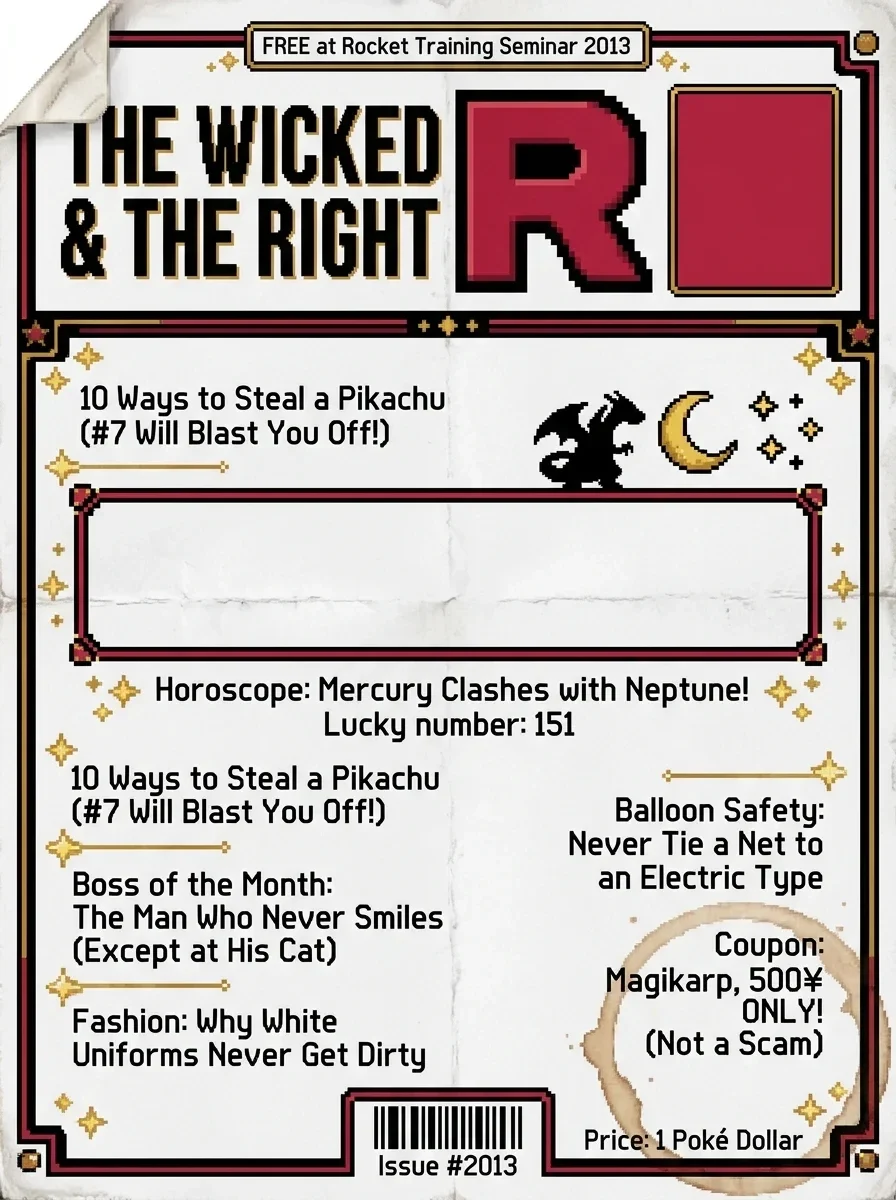 FREE at Rocket Training Seminar 2013
THE WICKED
& THE RIGHT
R
10 Ways to Steal a Pikachu
(#7 Will Blast You Off!)
Horoscope: Mercury Clashes with Neptune!
Lucky number: 151
10 Ways to Steal a Pikachu
(#7 Will Blast You Off!)
Boss of the Month:
The Man Who Never Smiles
(Except at His Cat)
Fashion: Why White
Uniforms Never Get Dirty
Balloon Safety:
Never Tie a Net to
an Electric Type
Coupon:
Magikarp, 500¥
ONLY!
(Not a Scam)
Issue #2013
Price: 1 Poké Dollar